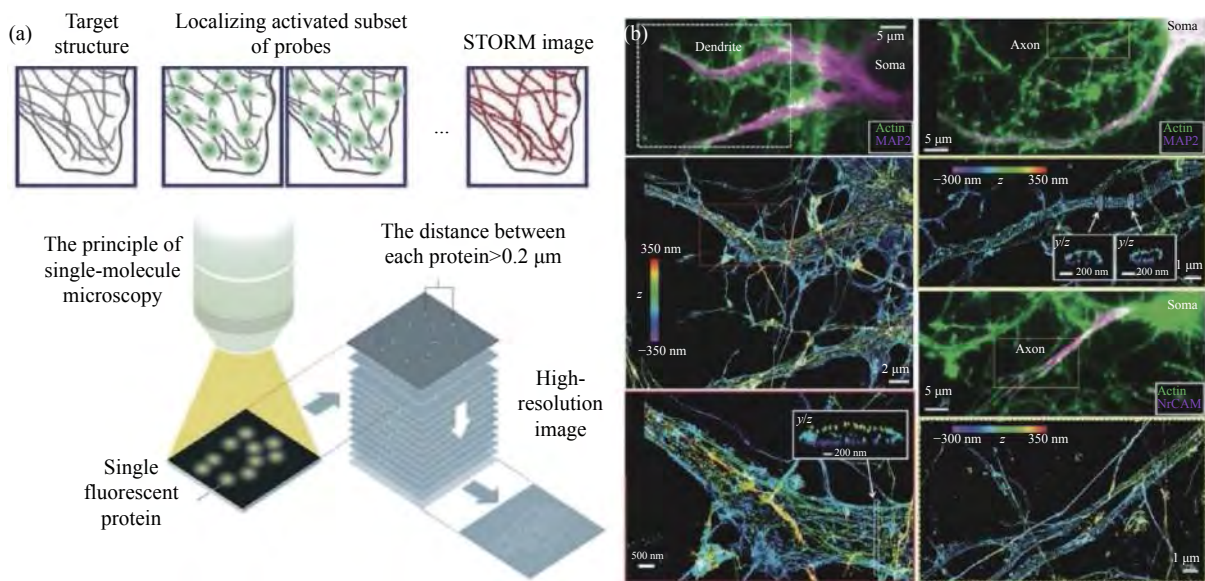 (a)
Target
structure
Localizing activated subset
of probes
STORM image
...
The principle of
single-molecule
microscopy
The distance between
each protein>0.2 μm
High-
resolution
image
Single
fluorescent
protein
(b)
5 μm
Dendrite
Soma
Actin
MAP2
Axon
Soma
5 μm
Actin
MAP2
350 nm
z
−350 nm
2 μm
−300 nm z 350 nm
y/z
200 nm
y/z
200 nm
1 μm
Soma
Axon
5 μm
Actin
NrCAM
y/z
200 nm
500 nm
−300 nm z 350 nm
1 μm